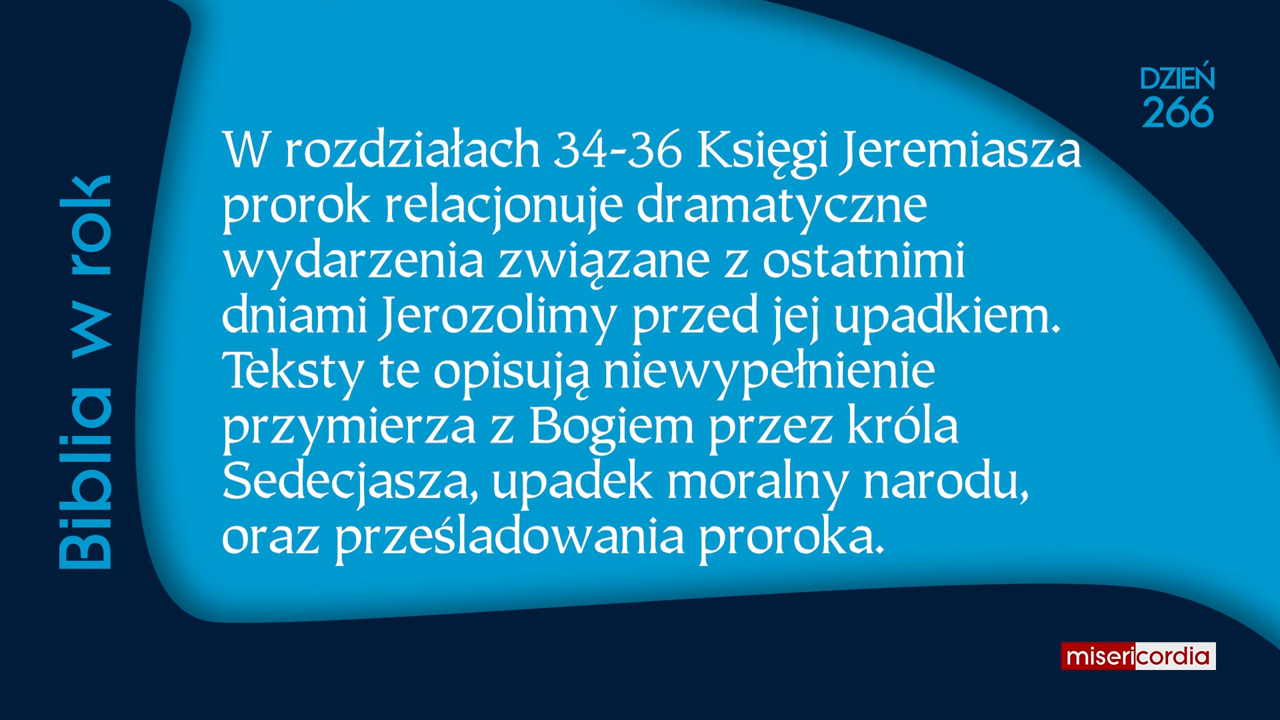 Biblia w rok
DZIEŃ
266
W rozdziałach 34-36 Księgi Jeremiasza
prorok relacjonuje dramatyczne
wydarzenia związane z ostatnimi
dniami Jerozolimy przed jej upadkiem.
Teksty te opisują niewypełnienie
przymierza z Bogiem przez króla
Sedecjasza, upadek moralny narodu,
oraz prześladowania proroka.
misericordia